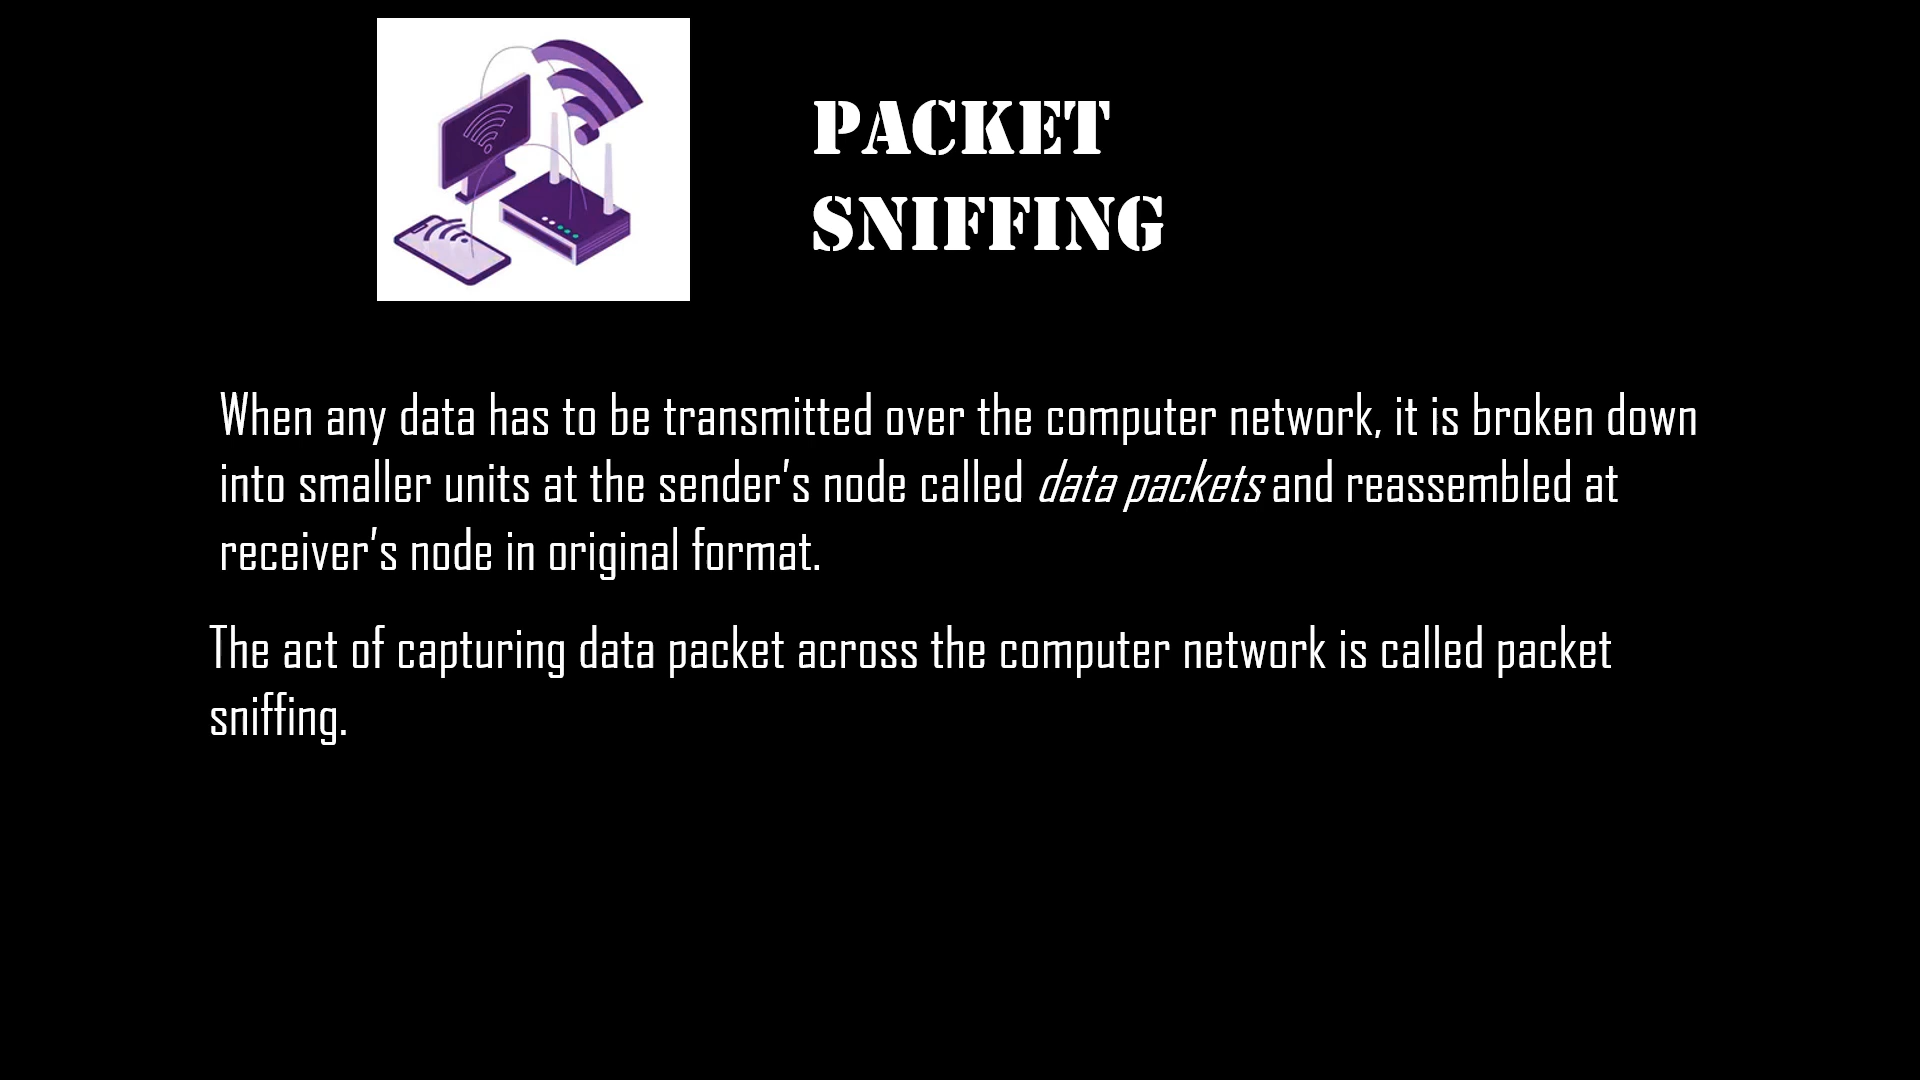 PACKET
SNIFFING
When any data has to be transmitted over the computer network, it is broken down
into smaller units at the sender’s node called data packets and reassembled at
receiver’s node in original format.
The act of capturing data packet across the computer network is called packet
sniffing.